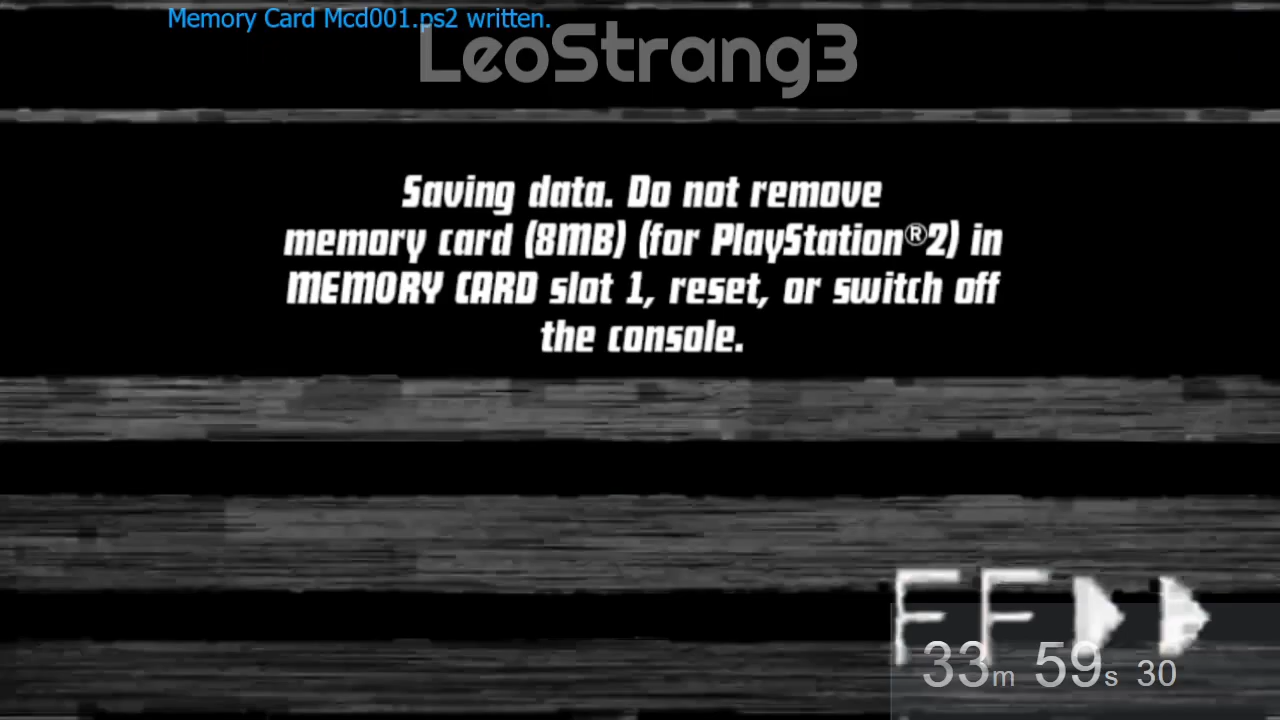 Memory Card Mcd001.ps2 written.
LeoStrang3
Saving data. Do not remove
memory card (8MB) (for PlayStation®2) in
MEMORY CARD slot 1, reset, or switch off
the console.
FF
33m 59s 30